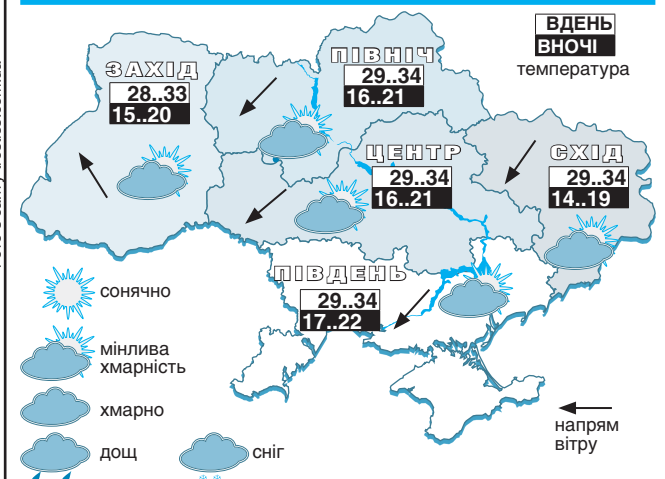 ВДЕНЬ
ВНОЧІ
температура
ПІВНІЧ
29..34
16..21
ЗАХІД
28..33
15..20
ЦЕНТР
29..34
16..21
СХІД
29..34
14..19
ПІВДЕНЬ
29..34
17..22
сонячно
мінлива
хмарність
хмарно
дощ
сніг
напрям
вітру